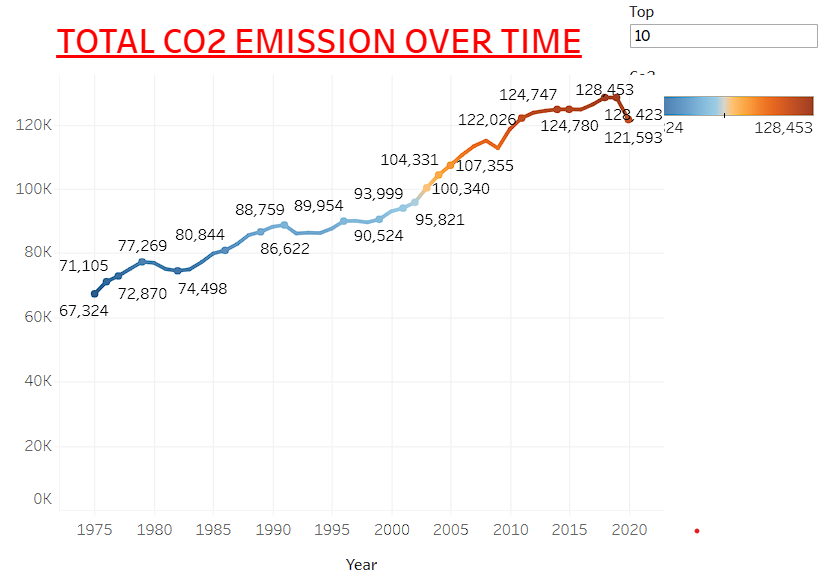 Top
TOTAL CO2 EMISSION OVER TIME
10
128,453
124,747
128,423
122,026
124,780
24
128,453
120K
121,593
104,331
107,355
100K
100,340
93,999
89,954
88,759
95,821
80,844
90,524
77,269
86,622
80K
71,105
72,870
74,498
67,324
60K
40K
20K
0K
1975 1980 1985 1990 1995 2000 2005 2010 2015 2020
Year